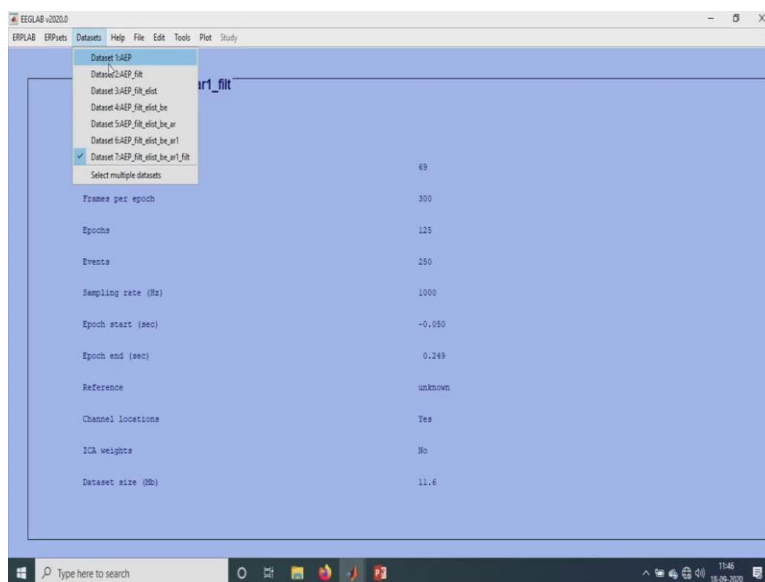 EEGLAB v2020.0
ERPLAB ERPsets Datasets Help File Edit Tools Plot Study
Dataset 1:AEP
Dataset 2:AEP_filt
Dataset 3:AEP_filt_elist
Dataset 4:AEP_filt_elist_be
Dataset 5:AEP_filt_elist_be_ar
Dataset 6:AEP_filt_elist_be_ar1
Dataset 7:AEP_filt_elist_be_ar1_filt
Select multiple datasets
ar1_filt
69
Frames per epoch 300
Epochs 125
Events 250
Sampling rate (Hz) 1000
Epoch start (sec) -0.050
Epoch end (sec) 0.249
Reference unknown
Channel locations Yes
ICA weights No
Dataset size (Mb) 11.6
Type here to search
11:46
18-09-2020